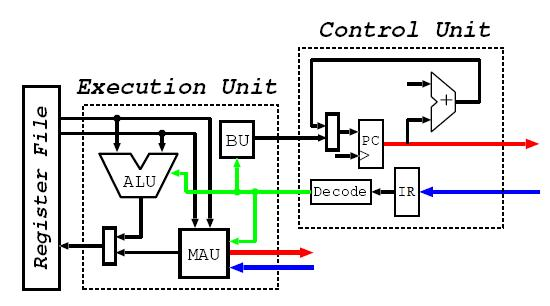 Control Unit
Execution Unit
Register File
BU
PC
+
ALU
Decode
IR
MAU